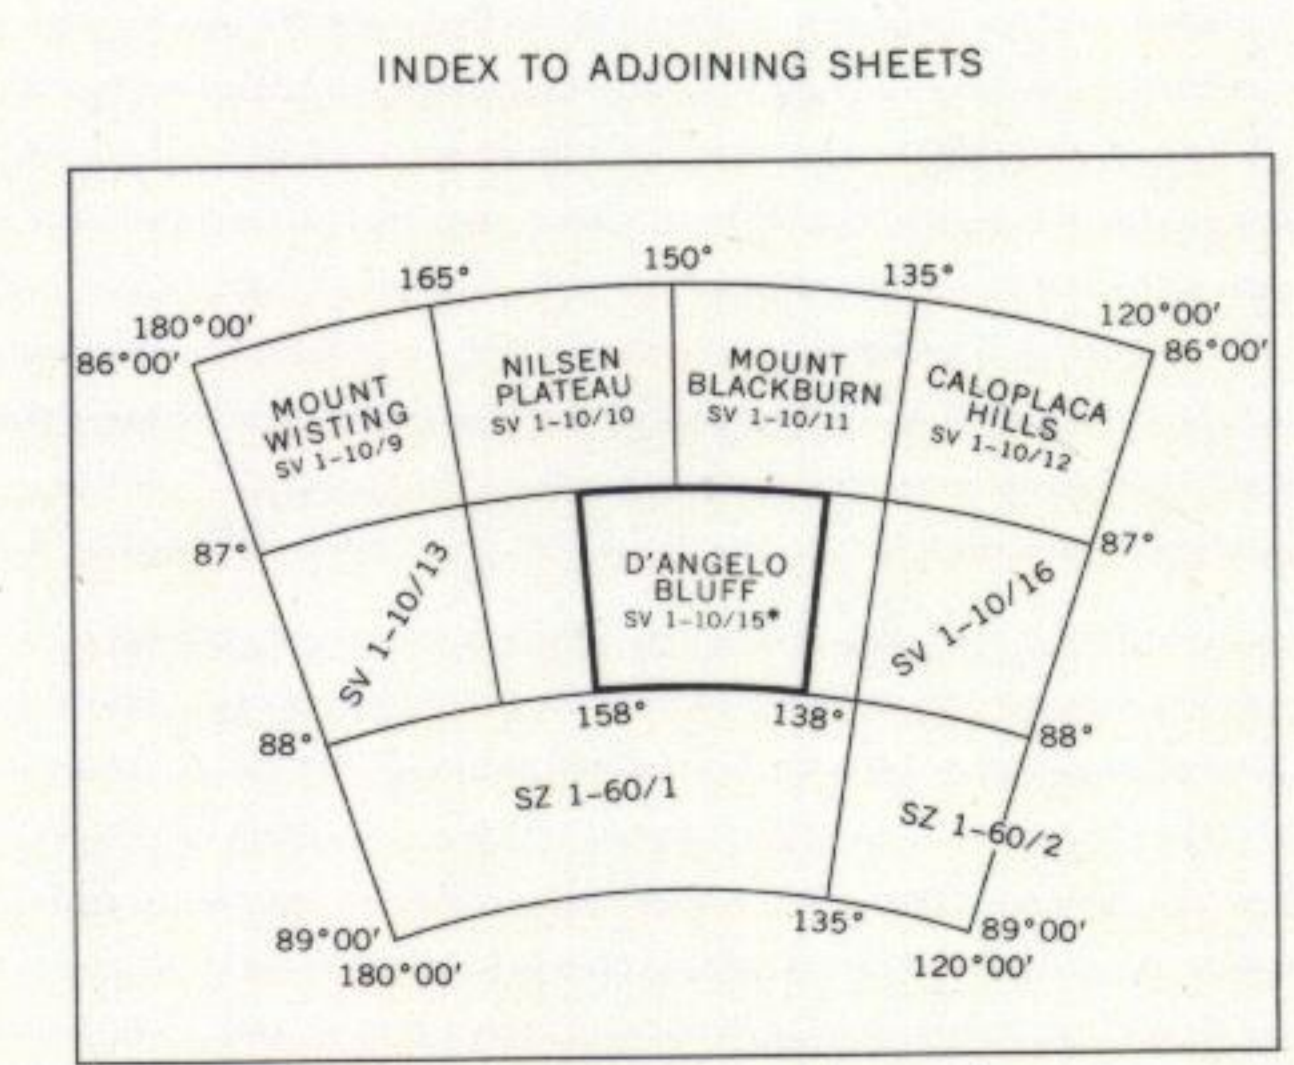 INDEX TO ADJOINING SHEETS
150°
165°
135°
180°00′
120°00′
86°00′
86°00′
MOUNT
WISTING
SV 1-10/9
NILSEN
PLATEAU
SV 1-10/10
MOUNT
BLACKBURN
SV 1-10/11
CALOPLACA
HILLS
SV 1-10/12
87°
87°
SV 1-10/13
D'ANGELO
BLUFF
SV 1-10/15*
SV 1-10/16
158°
138°
88°
88°
SZ 1-60/1
SZ 1-60/2
135°
89°00′
89°00′
180°00′
120°00′